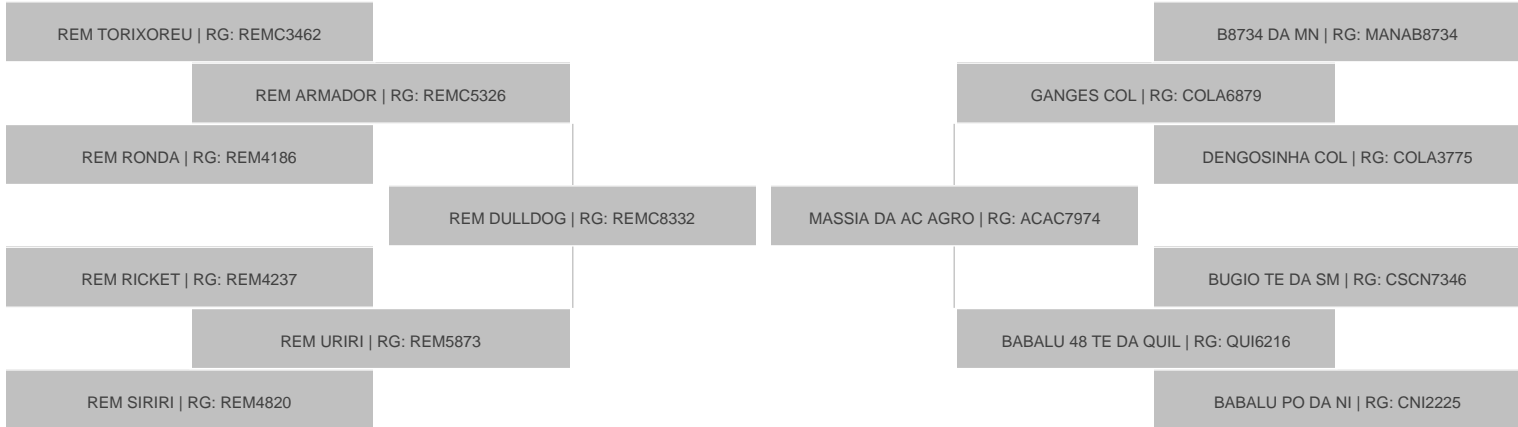 REM TORIXOREU | RG: REMC3462
B8734 DA MN | RG: MANAB8734
REM ARMADOR | RG: REMC5326
GANGES COL | RG: COLA6879
REM RONDA | RG: REM4186
DENGOSINHA COL | RG: COLA3775
REM DULLDOG | RG: REMC8332
MASSIA DA AC AGRO | RG: ACAC7974
REM RICKET | RG: REM4237
BUGIO TE DA SM | RG: CSCN7346
REM URIRI | RG: REM5873
BABALU 48 TE DA QUIL | RG: QUI6216
REM SIRIRI | RG: REM4820
BABALU PO DA NI | RG: CNI2225